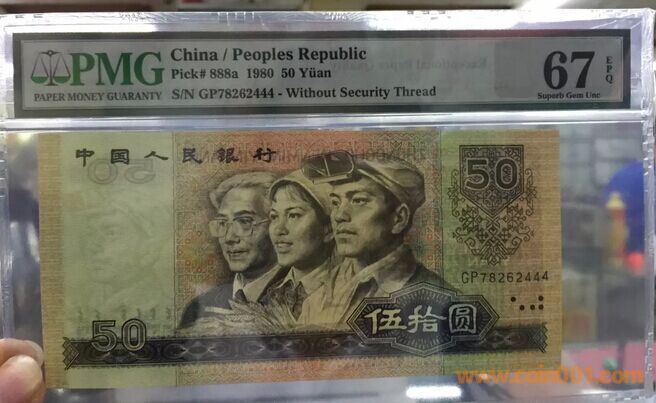 PMG
PAPER MONEY GUARANTY
China / Peoples Republic
Pick# 888a 1980 50 Yüan
S/N GP78262444 - Without Security Thread
67 EPQ
Superb Gem Unc
中国人民银行
50
GP78262444
50
伍拾圆
www.coin001.com